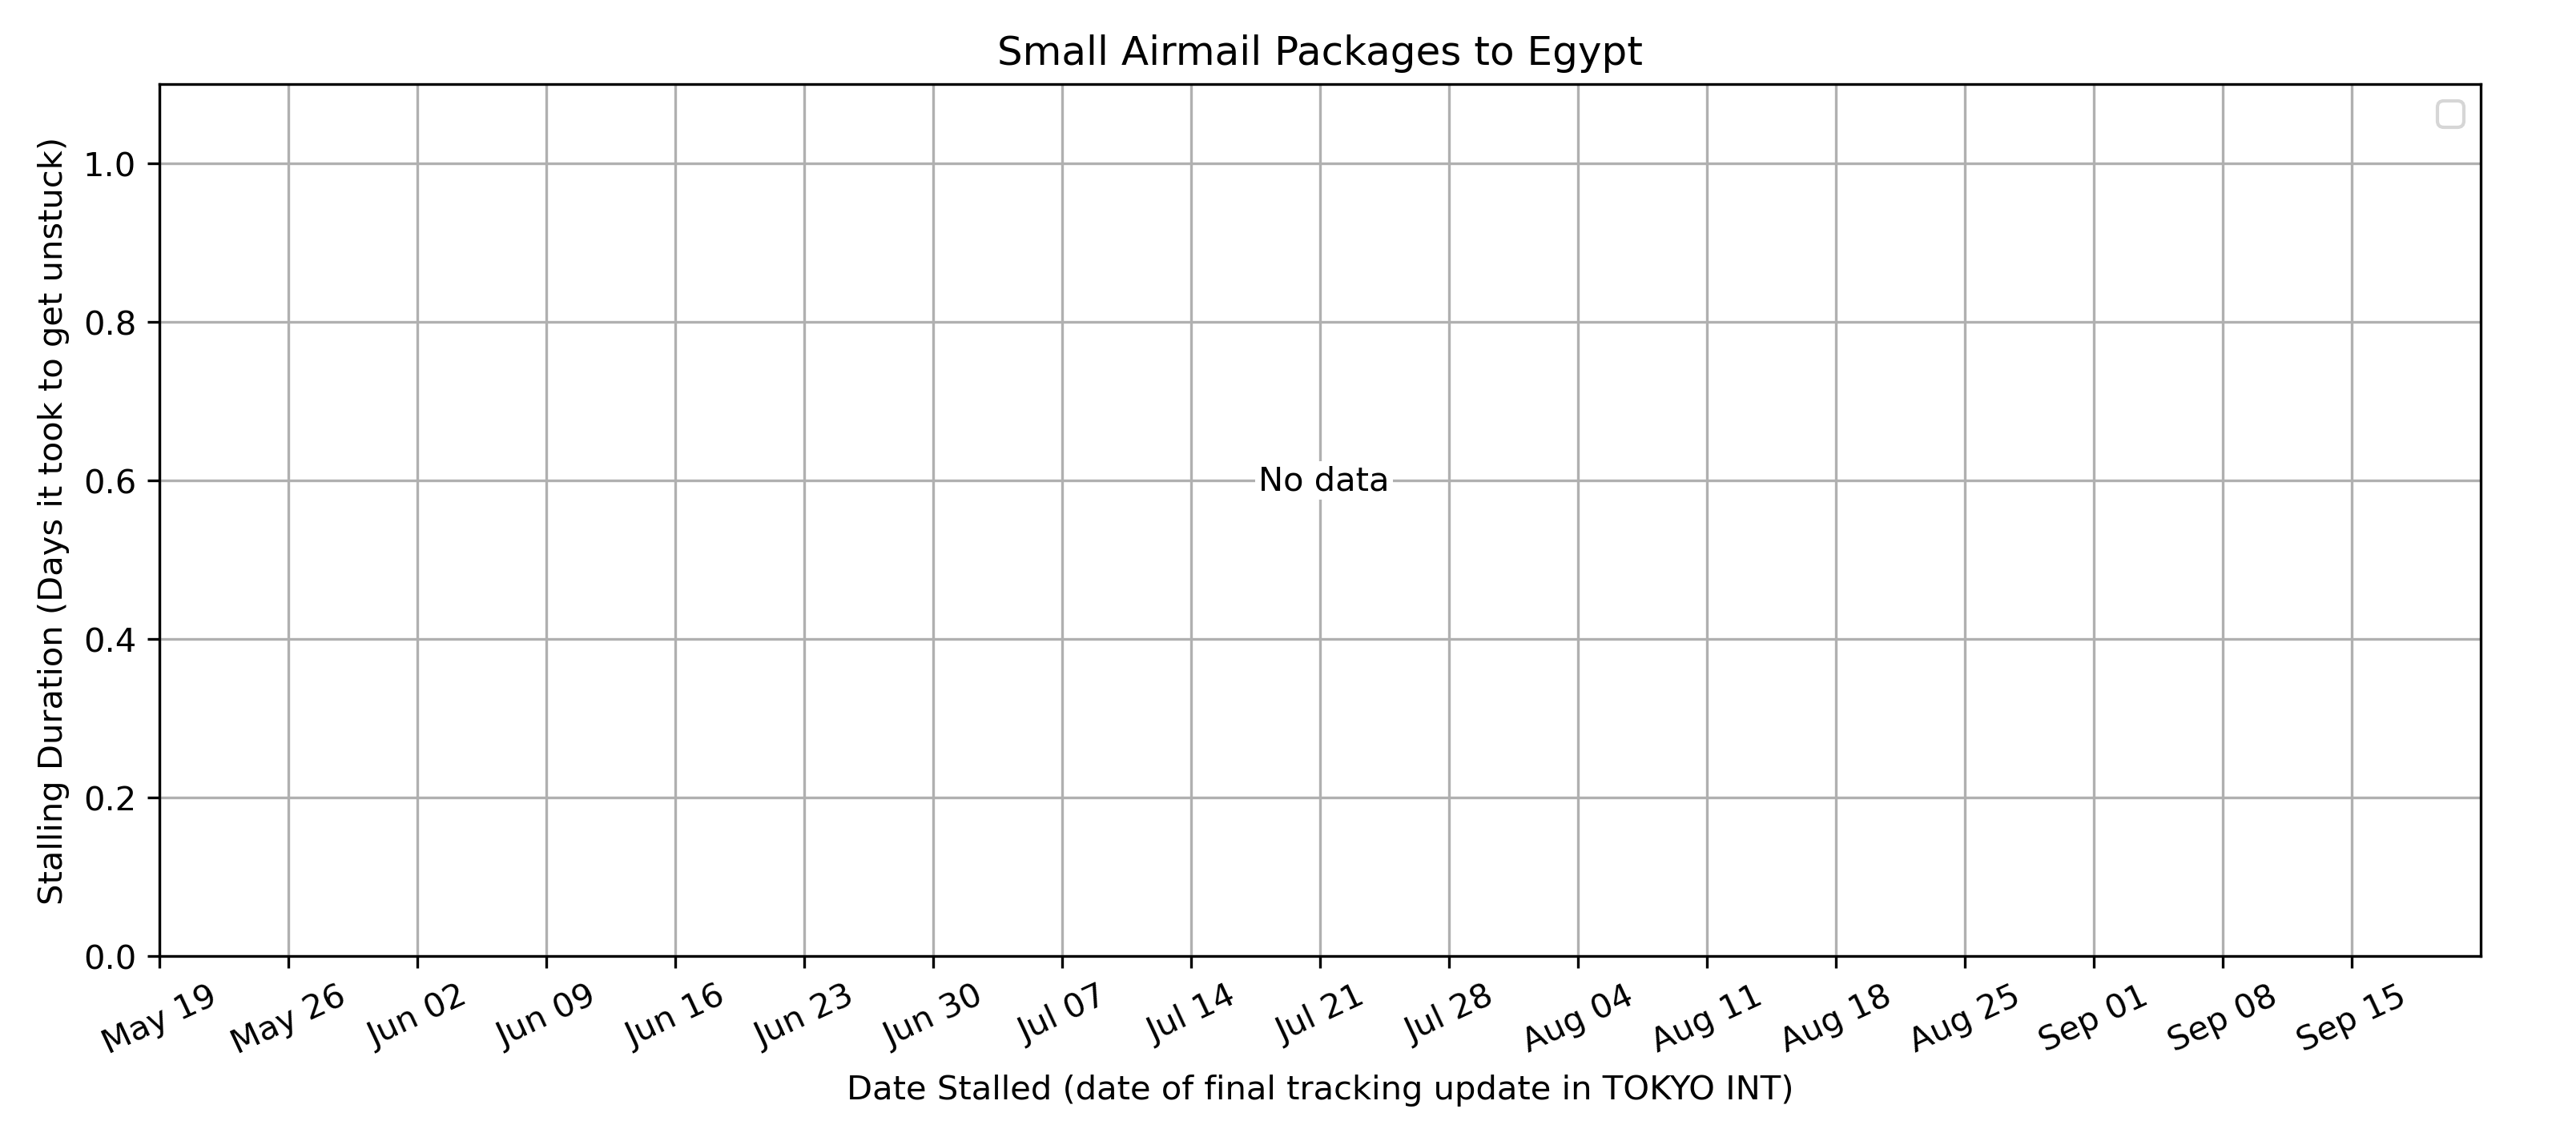 Small Airmail Packages to Egypt
Stalling Duration (Days it took to get unstuck)
1.0
0.8
0.6
0.4
0.2
0.0
No data
May 19
May 26
Jun 02
Jun 09
Jun 16
Jun 23
Jun 30
Jul 07
Jul 14
Jul 21
Jul 28
Aug 04
Aug 11
Aug 18
Aug 25
Sep 01
Sep 08
Sep 15
Date Stalled (date of final tracking update in TOKYO INT)